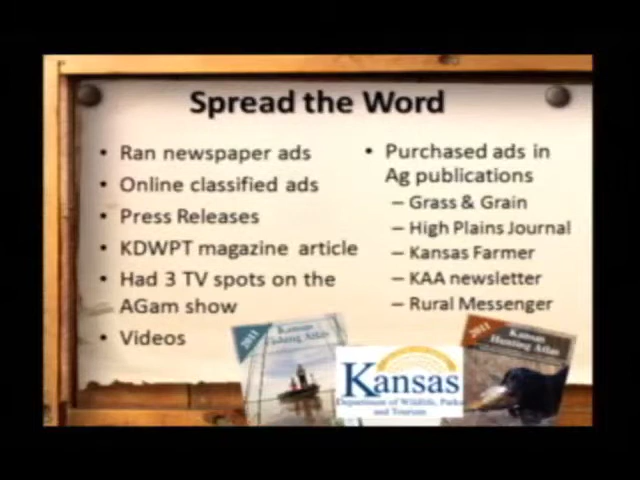 Spread the Word
• Ran newspaper ads
• Online classified ads
• Press Releases
• KDWPT magazine article
• Had 3 TV spots on the
AGam show
• Videos
• Purchased ads in
Ag publications
– Grass & Grain
– High Plains Journal
– Kansas Farmer
– KAA newsletter
– Rural Messenger
2011
Kansas
Fishing Atlas
Kansas
Department of Wildlife, Parks
and Tourism
2011
Kansas
Hunting Atlas